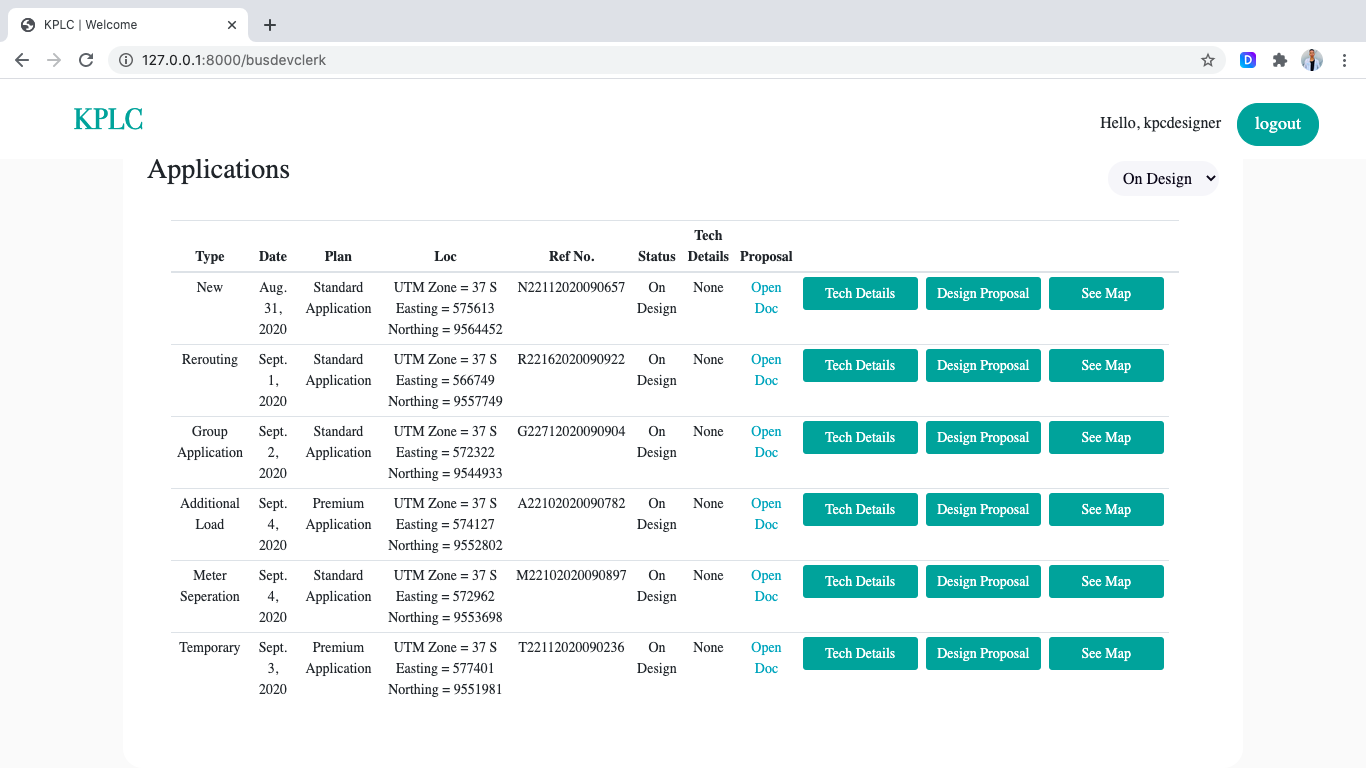 KPLC | Welcome
127.0.0.1:8000/busdevclerk
KPLC
Hello, kpcdesigner
logout
Applications
On Design
Type Date Plan Loc Ref No. Status Tech Details Proposal
New Aug. 31, 2020 Standard Application UTM Zone = 37 S Easting = 575613 Northing = 9564452 N22112020090657 On Design None Open Doc Tech Details Design Proposal See Map
Rerouting Sept. 1, 2020 Standard Application UTM Zone = 37 S Easting = 566749 Northing = 9557749 R22162020090922 On Design None Open Doc Tech Details Design Proposal See Map
Group Application Sept. 2, 2020 Standard Application UTM Zone = 37 S Easting = 572322 Northing = 9544933 G22712020090904 On Design None Open Doc Tech Details Design Proposal See Map
Additional Load Sept. 4, 2020 Premium Application UTM Zone = 37 S Easting = 574127 Northing = 9552802 A22102020090782 On Design None Open Doc Tech Details Design Proposal See Map
Meter Seperation Sept. 4, 2020 Standard Application UTM Zone = 37 S Easting = 572962 Northing = 9553698 M22102020090897 On Design None Open Doc Tech Details Design Proposal See Map
Temporary Sept. 3, 2020 Premium Application UTM Zone = 37 S Easting = 577401 Northing = 9551981 T22112020090236 On Design None Open Doc Tech Details Design Proposal See Map